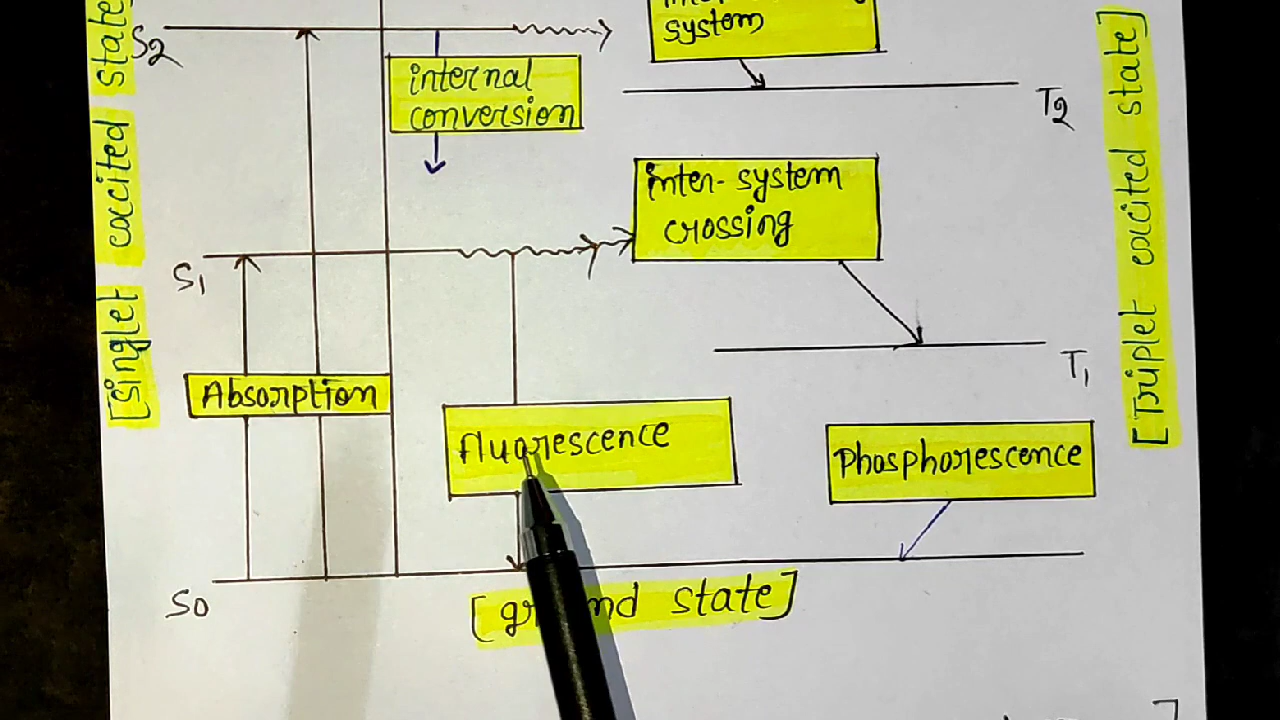 system
S2
[Singlet excited state]
internal
conversion
T2
[Triplet excited state]
inter-system
crossing
S1
T1
Absorption
fluorescence
Phosphorescence
S0
state]